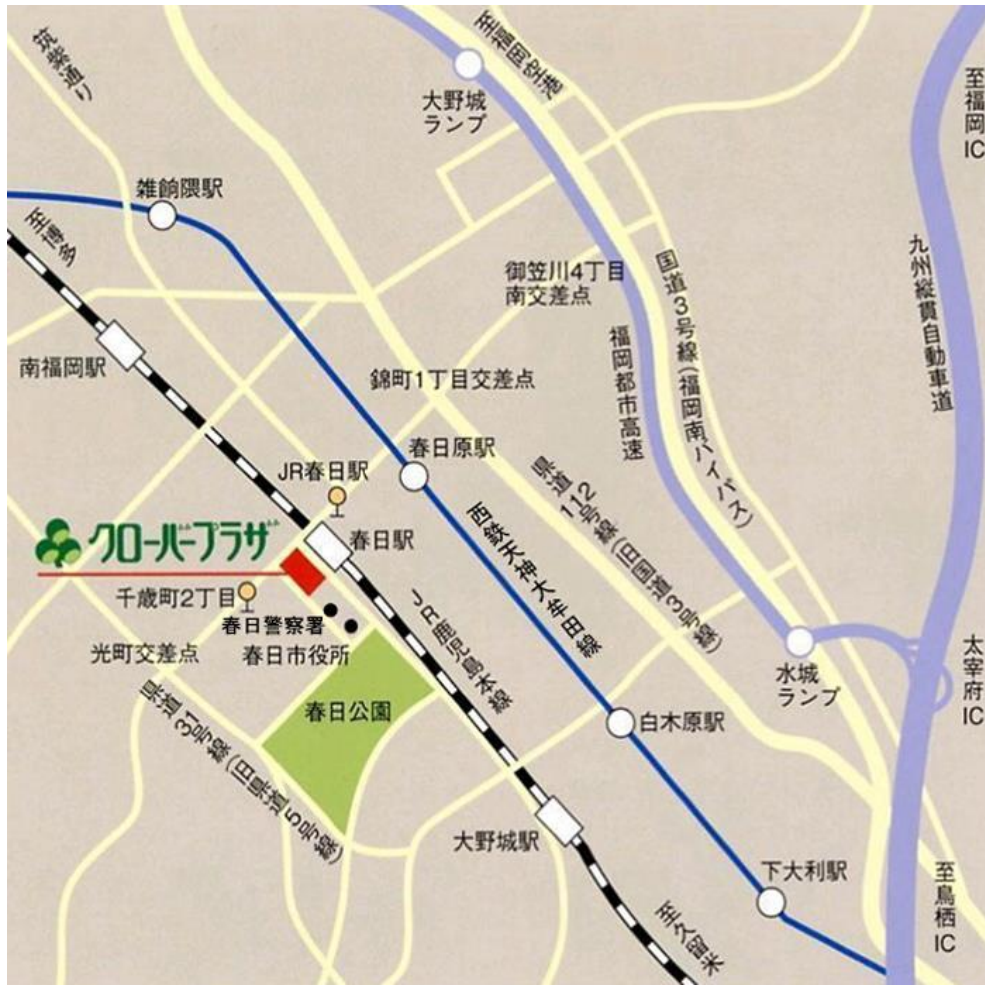 筑紫通り
至福岡空港
大野城
ランプ
至福岡IC
雑餉隈駅
至博多
御笠川4丁目
南交差点
国道3号線(福岡南バイパス)
九州縦貫自動車道
福岡都市高速
南福岡駅
錦町1丁目交差点
春日原駅
JR春日駅
県道112号線(旧国道3号線)
西鉄天神大牟田線
クローバープラザ
春日駅
千歳町2丁目
春日警察署
春日市役所
光町交差点
JR鹿児島本線
水城
ランプ
太宰府IC
県道31号線(旧県道5号線)
春日公園
白木原駅
大野城駅
下大利駅
至鳥栖IC
至久留米